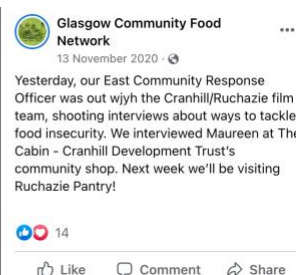 Glasgow Community Food
Network
13 November 2020 ·
Yesterday, our East Community Response
Officer was out wjyh the Cranhill/Ruchazie film
team, shooting interviews about ways to tackle
food insecurity. We interviewed Maureen at The
Cabin - Cranhill Development Trust's
community shop. Next week we'll be visiting
Ruchazie Pantry!
14
Like Comment Share